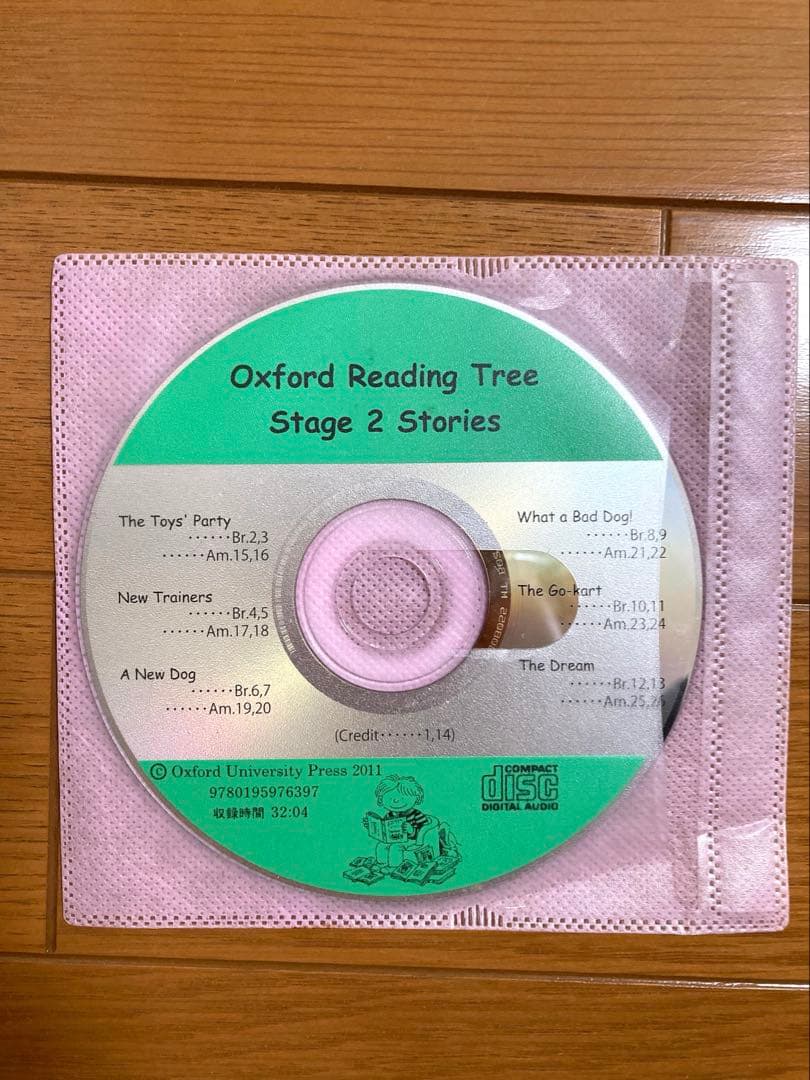 Oxford Reading Tree
Stage 2 Stories
The Toys' Party
······Br.2,3
······Am.15,16
New Trainers
······Br.4,5
······Am.17,18
A New Dog
······Br.6,7
······Am.19,20
What a Bad Dog!
······Br.8,9
······Am.21,22
The Go-kart
······Br.10,11
······Am.23,24
The Dream
······Br.12,13
······Am.25,26
(Credit······1,14)
© Oxford University Press 2011
9780195976397
収録時間 32:04
COMPACT
disc
DIGITAL AUDIO